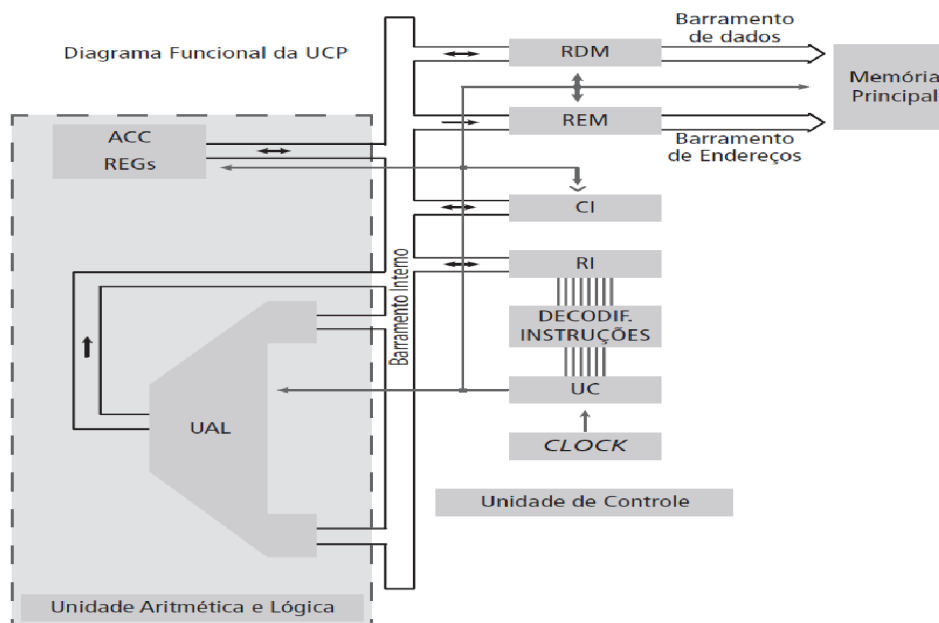 Diagrama Funcional da UCP
Barramento
de dados
RDM
Memória
Principal
REM
Barramento
de Endereços
ACC
REGs
CI
RI
Barramento Interno
DECODIF.
INSTRUÇÕES
UC
UAL
CLOCK
Unidade de Controle
Unidade Aritmética e Lógica